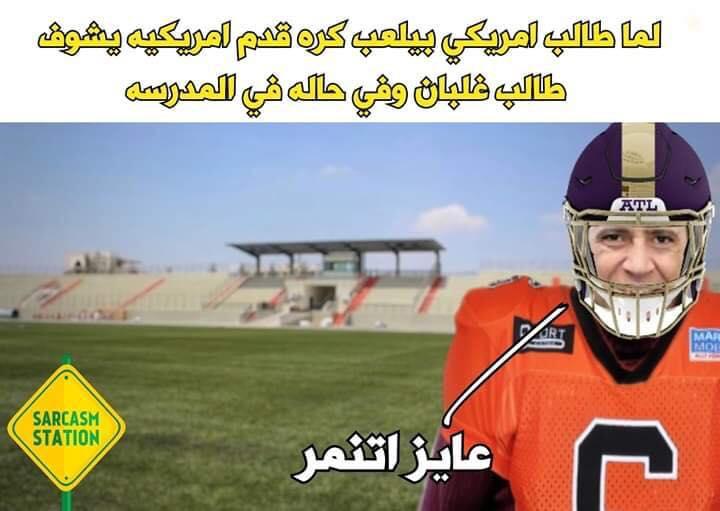 لما طالب امريكي بيلعب كره قدم امريكيه يشوف
طالب غلبان وفي حاله في المدرسه
ATL
MAR
عايز اتنمر
SARCASM
STATION
C